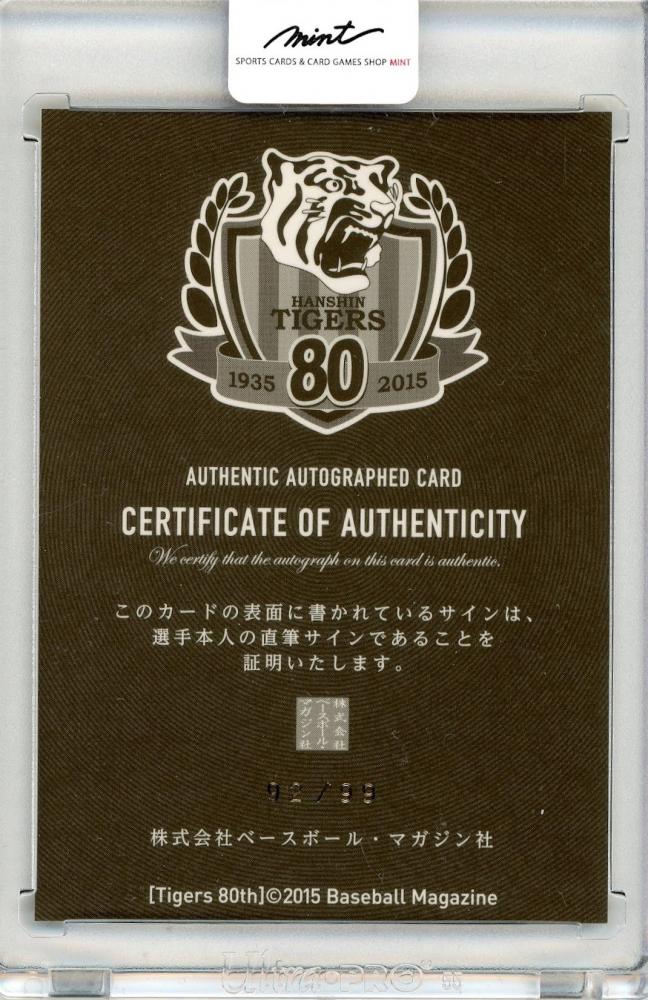 mint
SPORTS CARDS & CARD GAMES SHOP MINT
HANSHIN
TIGERS
80
1935
2015
AUTHENTIC AUTOGRAPHED CARD
CERTIFICATE OF AUTHENTICITY
We certify that the autograph on this card is authentic.
このカードの表面に書かれているサインは、
選手本人の直筆サインであることを
証明いたします。
株式会社
ベースボール・
マガジン社
92/99
株式会社ベースボール・マガジン社
[Tigers 80th]©2015 Baseball Magazine
Ultra·PRO